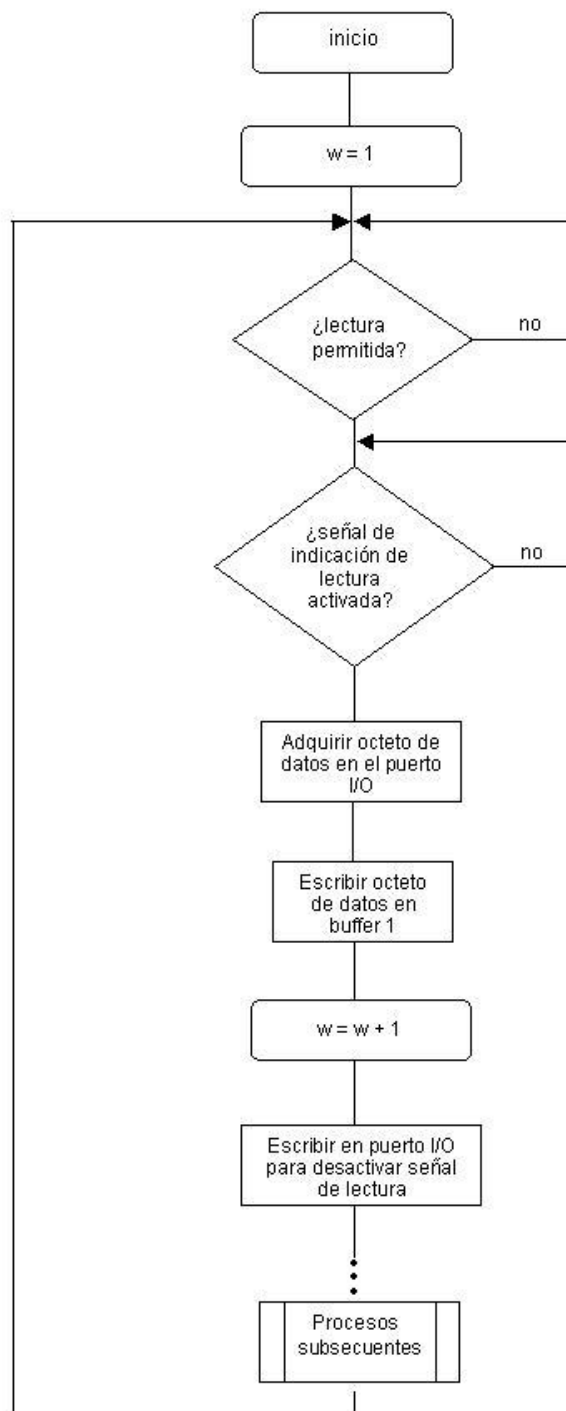 inicio
w = 1
¿lectura
permitida?
no
¿señal de
indicación de
lectura
activada?
no
Adquirir octeto de
datos en el puerto
I/O
Escribir octeto
de datos en
buffer 1
w = w + 1
Escribir en puerto I/O
para desactivar señal
de lectura
Procesos
subsecuentes